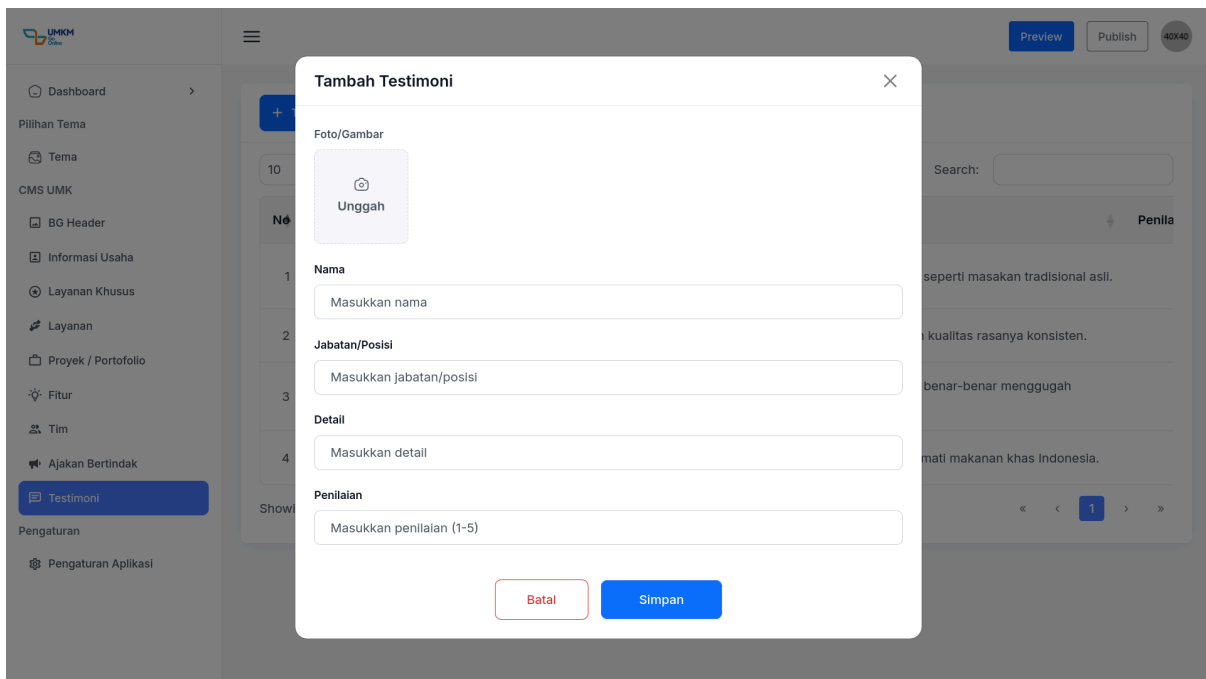 UMKM
Go
Online
Preview
Publish
40X40
Dashboard
Pilihan Tema
Tema
CMS UMK
BG Header
Informasi Usaha
Layanan Khusus
Layanan
Proyek / Portofolio
Fitur
Tim
Ajakan Bertindak
Testimoni
Pengaturan
Pengaturan Aplikasi
Tambah Testimoni
Foto/Gambar
Unggah
Nama
Masukkan nama
Jabatan/Posisi
Masukkan jabatan/posisi
Detail
Masukkan detail
Penilaian
Masukkan penilaian (1-5)
Batal
Simpan
10
Search:
No
Penila
1 seperti masakan tradisional asli.
2 kualitas rasanya konsisten.
3 benar-benar menggugah
4 mati makanan khas Indonesia.
Showi
« ‹ 1 › »